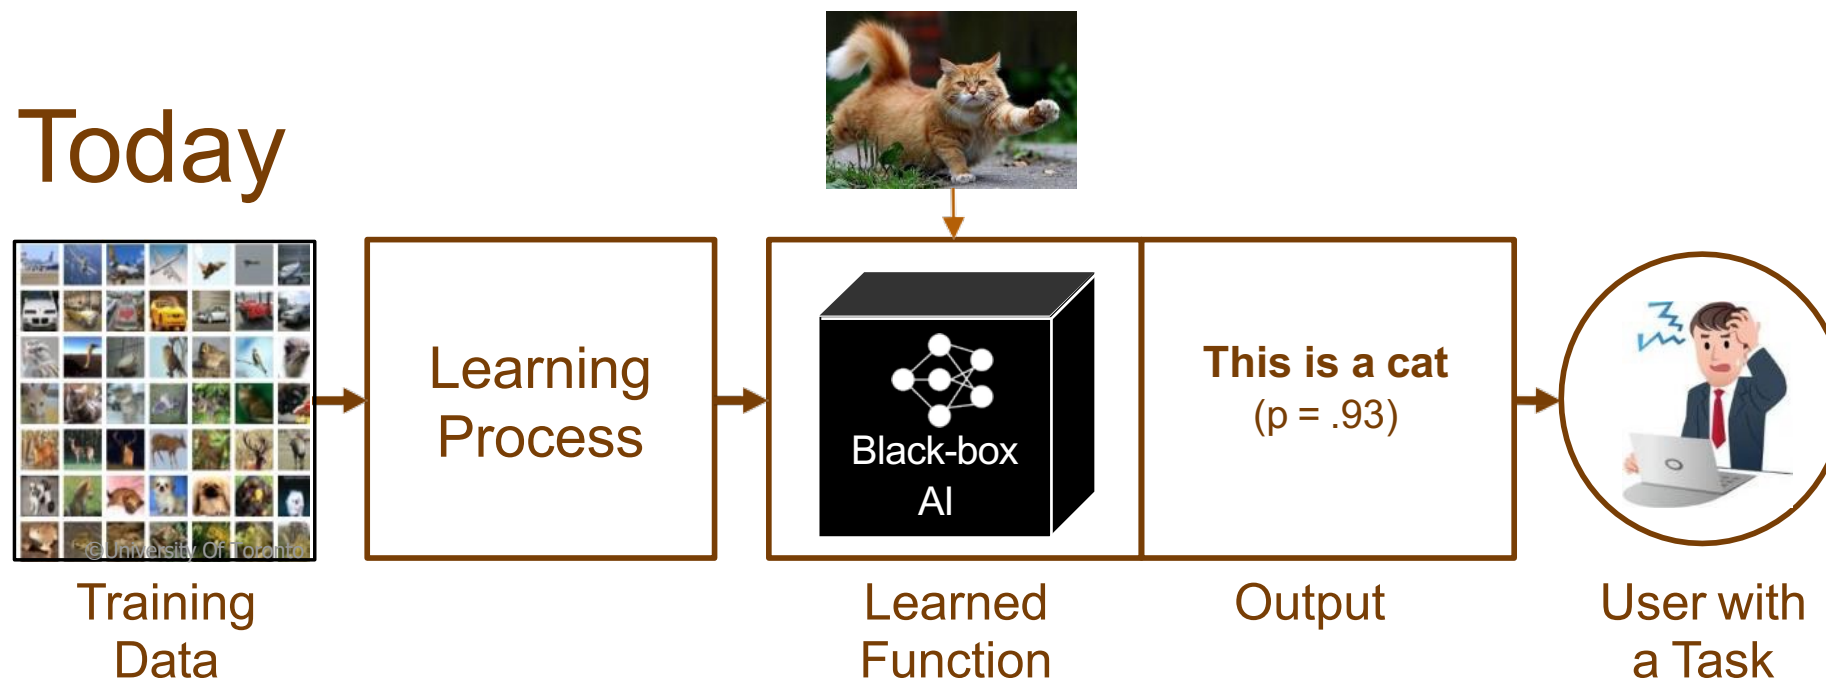 Today
©University Of Toronto
Learning
Process
Black-box
AI
This is a cat
(p = .93)
Training
Data
Learned
Function
Output
User with
a Task